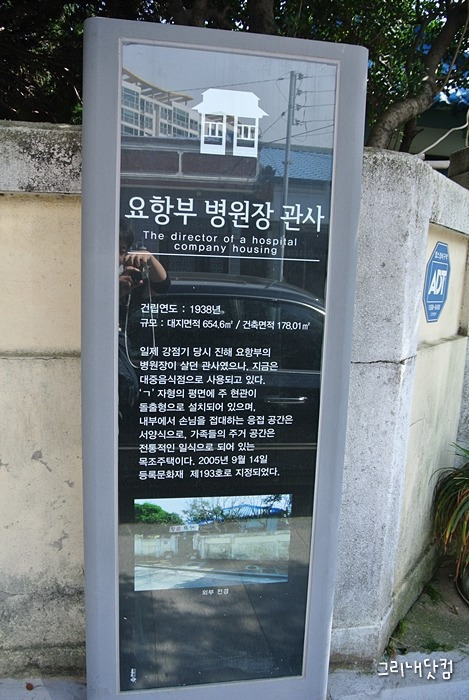 요항부 병원장 관사
The director of a hospital
company housing
건립연도 : 1938년
규모 : 대지면적 654,6㎡ / 건축면적 178,01㎡
일제 강점기 당시 진해 요항부의
병원장이 살던 관사였으나, 지금은
대중음식점으로 사용되고 있다.
'ㄱ' 자형의 평면에 주 현관이
돌출형으로 설치되어 있으며,
내부에서 손님을 접대하는 응접 공간은
서양식으로, 가족들의 주거 공간은
전통적인 일식으로 되어 있는
목조주택이다. 2005년 9월 14일
등록문화재 제193호로 지정되었다.
외부 전경
ADT
그리내닷컴